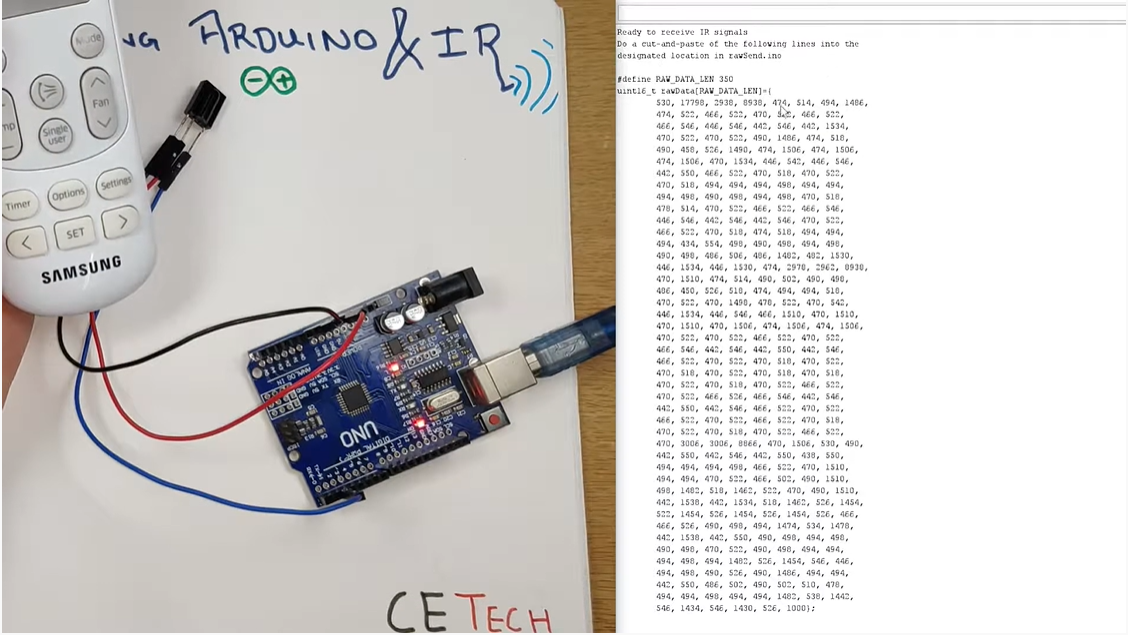 NG ARDUINO & IR
Mode
Fan
mp
Single user
Timer
Options
Settings
SET
SAMSUNG
UNO
DIGITAL
ANALOG IN
CETECH
Ready to receive IR signals
Do a cut-and-paste of the following lines into the
designated location in rawSend.ino
#define RAW_DATA_LEN 350
uint16_t rawData[RAW_DATA_LEN]={
530, 17798, 2938, 8938, 474, 514, 494, 1486,
474, 522, 466, 522, 470, 522, 466, 522,
466, 546, 446, 546, 442, 546, 442, 1534,
470, 522, 470, 522, 490, 1486, 474, 518,
490, 458, 526, 1490, 474, 1506, 474, 1506,
474, 1506, 470, 1534, 446, 542, 446, 546,
442, 550, 466, 522, 470, 518, 470, 522,
470, 518, 494, 494, 494, 498, 494, 494,
494, 498, 490, 498, 494, 498, 470, 518,
478, 514, 470, 522, 466, 522, 466, 546,
446, 546, 442, 546, 442, 546, 470, 522,
466, 522, 470, 518, 474, 518, 494, 494,
494, 434, 554, 498, 490, 498, 494, 498,
490, 498, 486, 506, 486, 1482, 482, 1530,
446, 1534, 446, 1530, 474, 2978, 2962, 8938,
470, 1510, 474, 514, 490, 502, 490, 498,
486, 450, 526, 518, 474, 494, 494, 518,
470, 522, 470, 1498, 478, 522, 470, 542,
446, 1534, 446, 546, 466, 1510, 470, 1510,
470, 1510, 470, 1506, 474, 1506, 474, 1506,
470, 522, 470, 522, 466, 522, 470, 522,
466, 546, 442, 546, 442, 550, 442, 546,
466, 522, 470, 522, 470, 518, 470, 522,
470, 518, 470, 522, 470, 518, 470, 518,
470, 522, 470, 518, 470, 522, 466, 522,
470, 522, 466, 526, 466, 546, 442, 546,
442, 550, 442, 546, 466, 522, 470, 522,
466, 522, 470, 522, 470, 522, 470, 518,
470, 522, 470, 518, 470, 522, 466, 522,
470, 3006, 3006, 8866, 470, 1506, 530, 490,
442, 550, 442, 546, 442, 550, 438, 550,
494, 494, 494, 498, 466, 522, 470, 1510,
494, 494, 470, 522, 466, 502, 490, 1510,
498, 1482, 518, 1462, 522, 470, 490, 1510,
442, 1538, 442, 1534, 518, 1462, 526, 1454,
522, 1454, 526, 1454, 526, 1454, 526, 466,
466, 526, 490, 498, 494, 1474, 534, 1478,
442, 1538, 442, 550, 490, 498, 494, 498,
490, 498, 470, 522, 490, 498, 494, 494,
494, 498, 494, 1482, 526, 1454, 546, 446,
494, 498, 490, 526, 490, 1486, 494, 494,
442, 550, 486, 502, 490, 502, 510, 478,
494, 494, 498, 494, 494, 1482, 538, 1442,
546, 1434, 546, 1430, 526, 1000};